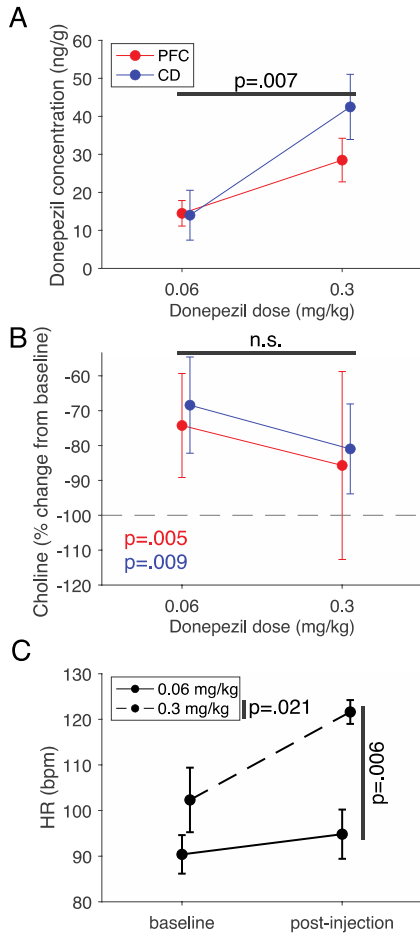 A
Donepezil concentration (ng/g)
60
50
40
30
20
10
0
PFC
CD
p=.007
0.06
0.3
Donepezil dose (mg/kg)
B
Choline (% change from baseline)
n.s.
-60
-70
-80
-90
-100
-110
-120
p=.005
p=.009
0.06
0.3
Donepezil dose (mg/kg)
C
HR (bpm)
130
120
110
100
90
80
0.06 mg/kg
0.3 mg/kg
p=.021
p=.006
baseline
post-injection